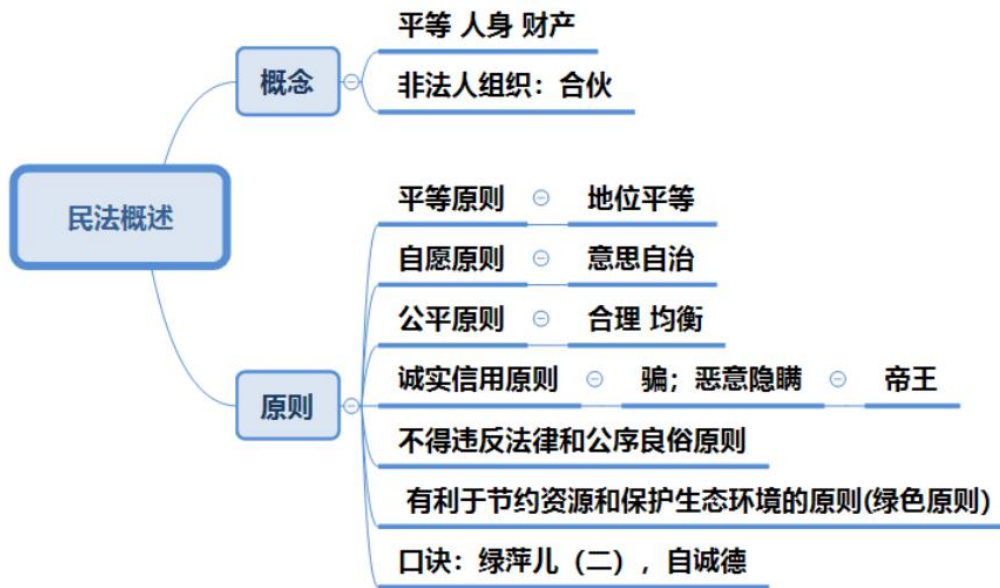 民法概述
概念
平等 人身 财产
非法人组织：合伙
原则
平等原则
地位平等
自愿原则
意思自治
公平原则
合理 均衡
诚实信用原则
骗；恶意隐瞒
帝王
不得违反法律和公序良俗原则
有利于节约资源和保护生态环境的原则(绿色原则)
口诀：绿萍儿（二），自诚德